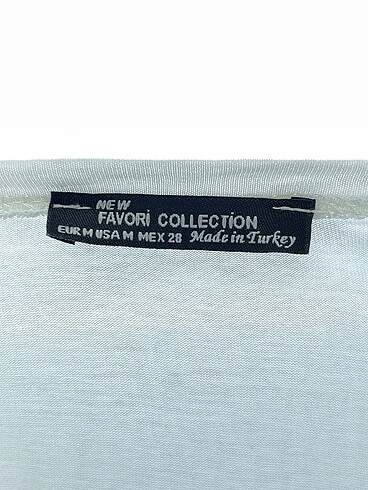 NEW
FAVORİ COLLECTİON
EUR M USA M MEX 28 Made in Turkey